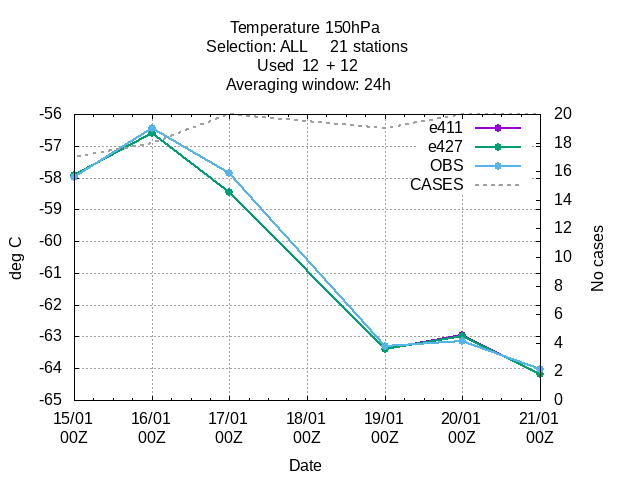 Temperature 150hPa
Selection: ALL 21 stations
Used 12 + 12
Averaging window: 24h
-56
-57
-58
-59
-60
-61
-62
-63
-64
-65
deg C
20
18
16
14
12
10
8
6
4
2
0
No cases
e411
e427
OBS
CASES
15/01 16/01 17/01 18/01 19/01 20/01 21/01
00Z 00Z 00Z 00Z 00Z 00Z 00Z
Date